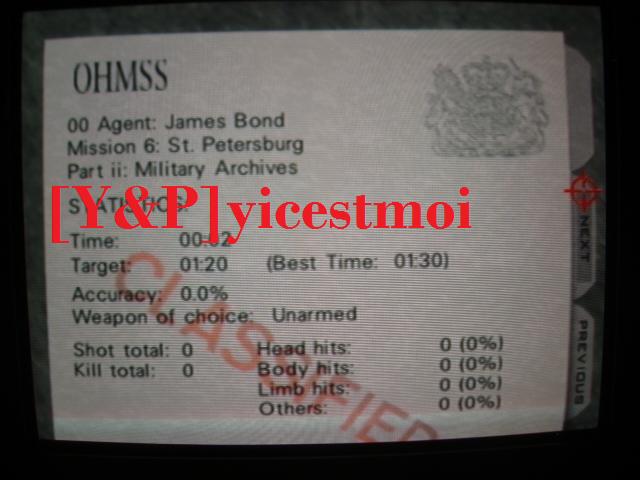 OHMSS
00 Agent: James Bond
Mission 6: St. Petersburg
Part ii: Military Archives
[Y&P]yicestmoi
STATISTICS:
Time:
Target: 01:20 (Best Time: 01:30)
Accuracy: 0.0%
Weapon of choice: Unarmed
Shot total: 0 Head hits: 0 (0%)
Kill total: 0 Body hits: 0 (0%)
Limb hits: 0 (0%)
Others: 0 (0%)
CLASSIFIED
NEXT
PREVIOUS